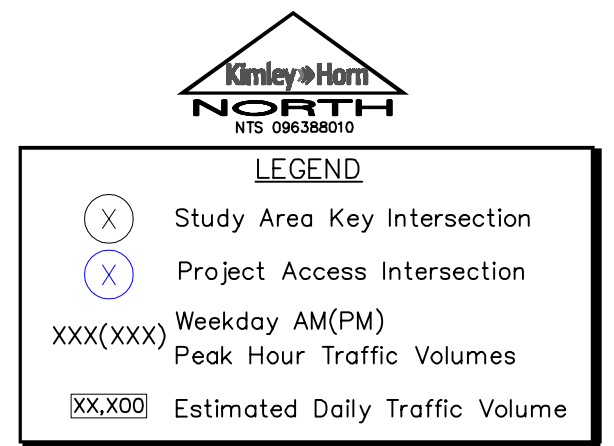 Kimley»Horn
NORTH
NTS 096388010
LEGEND
X Study Area Key Intersection
X Project Access Intersection
XXX(XXX) Weekday AM(PM)
Peak Hour Traffic Volumes
XX,X00 Estimated Daily Traffic Volume